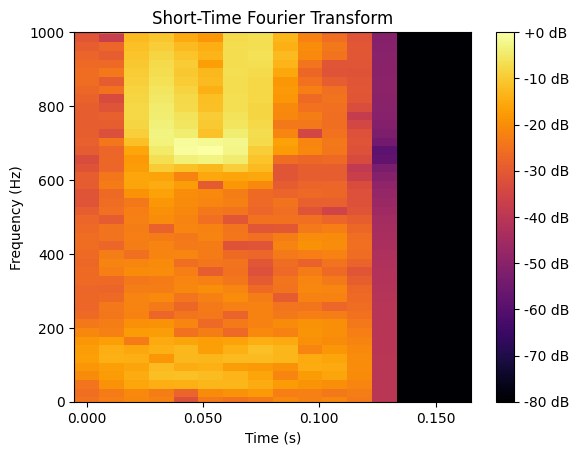 Short-Time Fourier Transform
1000
800
600
400
200
0
Frequency (Hz)
0.000
0.050
0.100
0.150
Time (s)
+0 dB
-10 dB
-20 dB
-30 dB
-40 dB
-50 dB
-60 dB
-70 dB
-80 dB